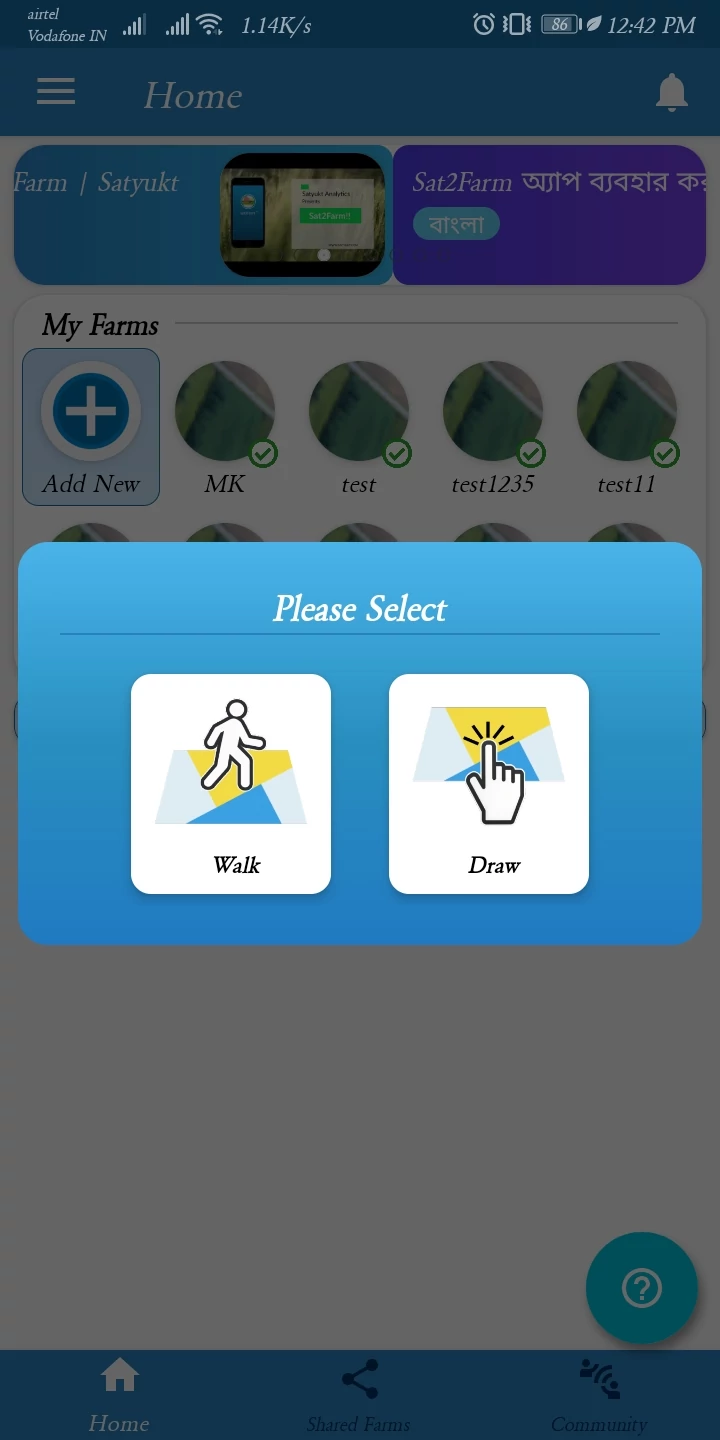 airtel
Vodafone IN
1.14K/s
86
12:42 PM
Home
Farm | Satyukt
Satyukt Analytics
Presents
Sat2Farm!!
Sat2Farm অ্যাপ ব্যবহার
বাংলা
My Farms
Add New
MK
test
test1235
test11
Please Select
Walk
Draw
Home
Shared Farms
Community